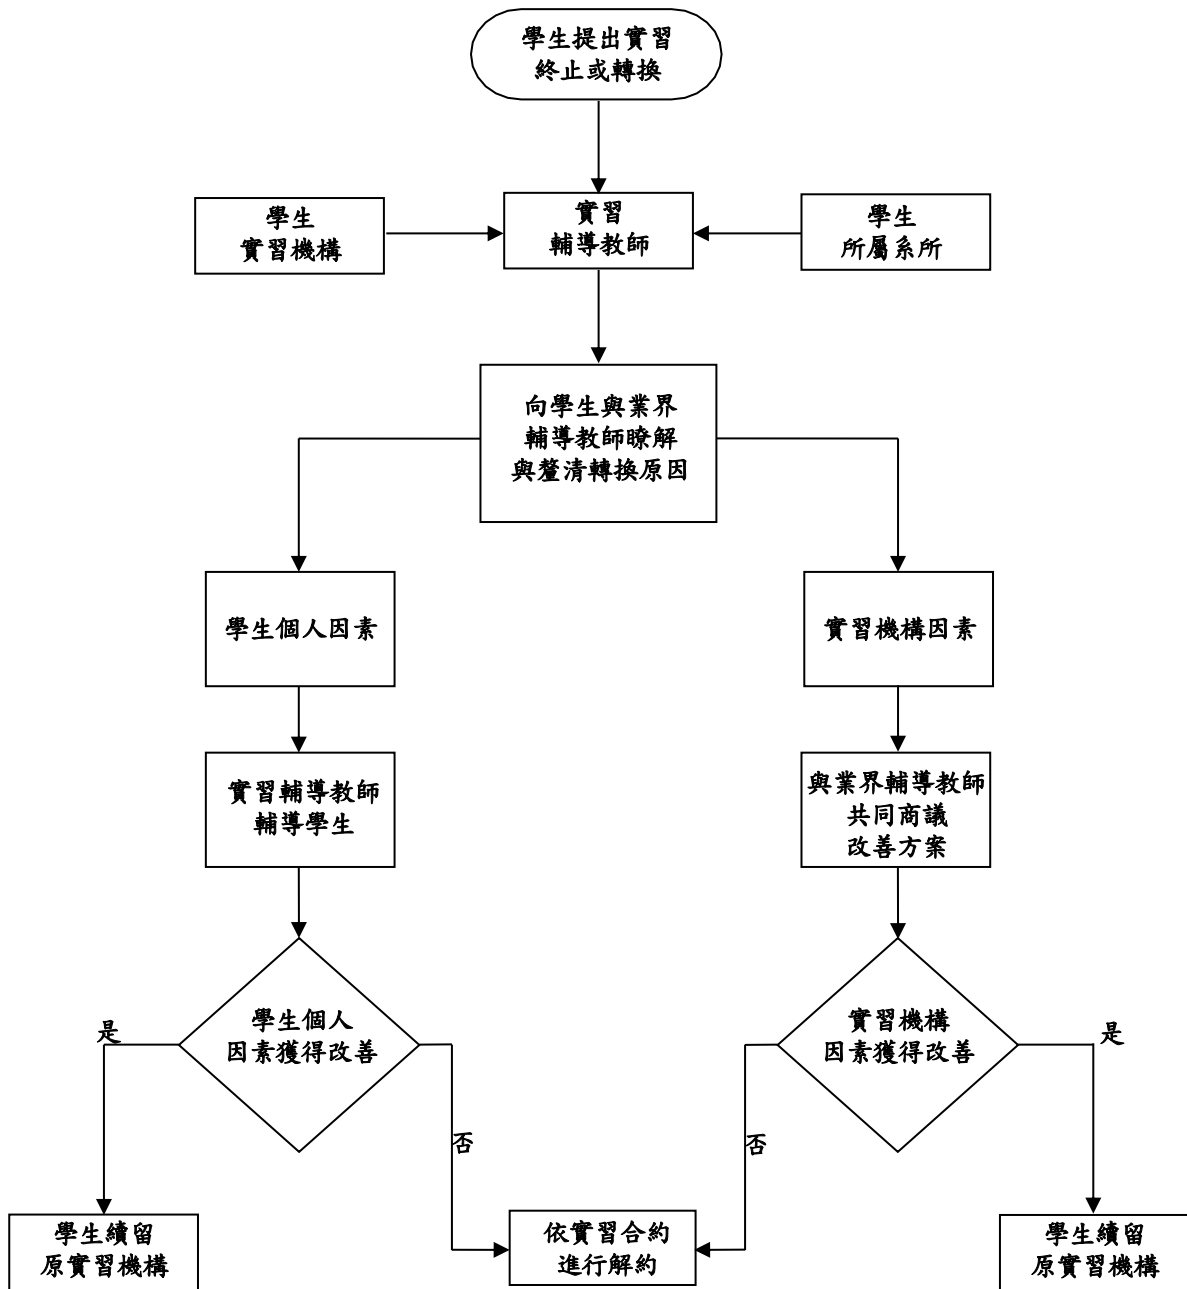 學生提出實習
終止或轉換
學生
實習機構
實習
輔導教師
學生
所屬系所
向學生與業界
輔導教師瞭解
與釐清轉換原因
學生個人因素
實習機構因素
實習輔導教師
輔導學生
與業界輔導教師
共同商議
改善方案
學生個人
因素獲得改善
實習機構
因素獲得改善
是
是
否
否
學生續留
原實習機構
依實習合約
進行解約
學生續留
原實習機構